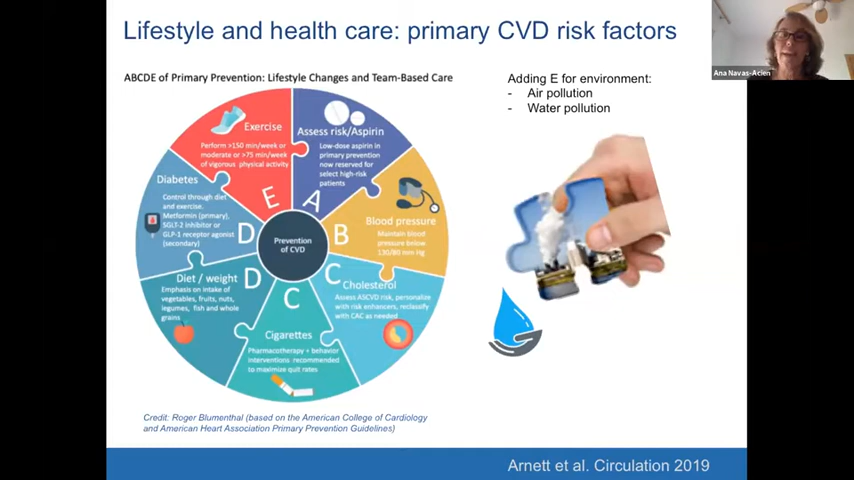 Lifestyle and health care: primary CVD risk factors
Ana Navas-Acien
ABCDE of Primary Prevention: Lifestyle Changes and Team-Based Care
Adding E for environment:
- Air pollution
- Water pollution
Exercise
Perform >150 min/week or
moderate or >75 min/week
of vigorous physical activity
E
Assess risk/Aspirin
Low-dose aspirin in
primary prevention
now reserved for
select high-risk
patients
A
Blood pressure
Maintain blood
pressure below
130/80 mm Hg
B
Cholesterol
Assess ASCVD risk, personalize
with risk enhancers, reclassify
with CAC as needed
C
Cigarettes
Pharmacotherapy + behavior
interventions recommended
to maximize quit rates
C
Diet / weight
Emphasis on intake of
vegetables, fruits, nuts,
legumes, fish and whole
grains
D
Diabetes
Control through diet
and exercise.
Metformin (primary),
SGLT-2 inhibitor or
GLP-1 receptor agonist
(secondary)
D
Prevention
of CVD
Credit: Roger Blumenthal (based on the American College of Cardiology
and American Heart Association Primary Prevention Guidelines)
Arnett et al. Circulation 2019